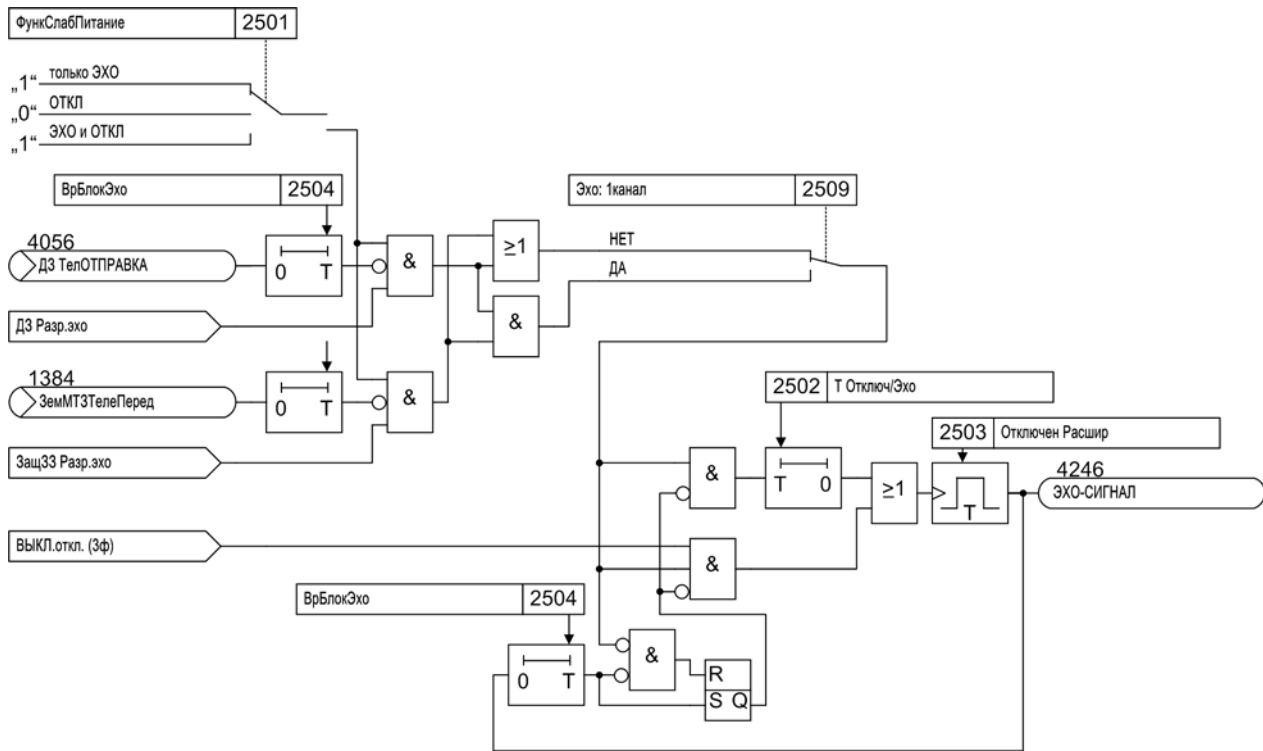 ФункСлабПитание 2501
„1“ только ЭХО
„0“ ОТКЛ
„1“ ЭХО и ОТКЛ
ВрБлокЭхо 2504
Эхо: 1канал 2509
4056
ДЗ ТелОТПРАВКА
0 T
&
≥1
НЕТ
ДА
&
ДЗ Разр.эхо
1384
ЗемМТЗТелеПеред
0 T
&
ЗащЗЗ Разр.эхо
2502 Т Отключ/Эхо
2503 Отключен Расшир
&
T 0
≥1
T
4246
ЭХО-СИГНАЛ
ВЫКЛ.откл. (3ф)
&
ВрБлокЭхо 2504
0 T
&
R
S Q